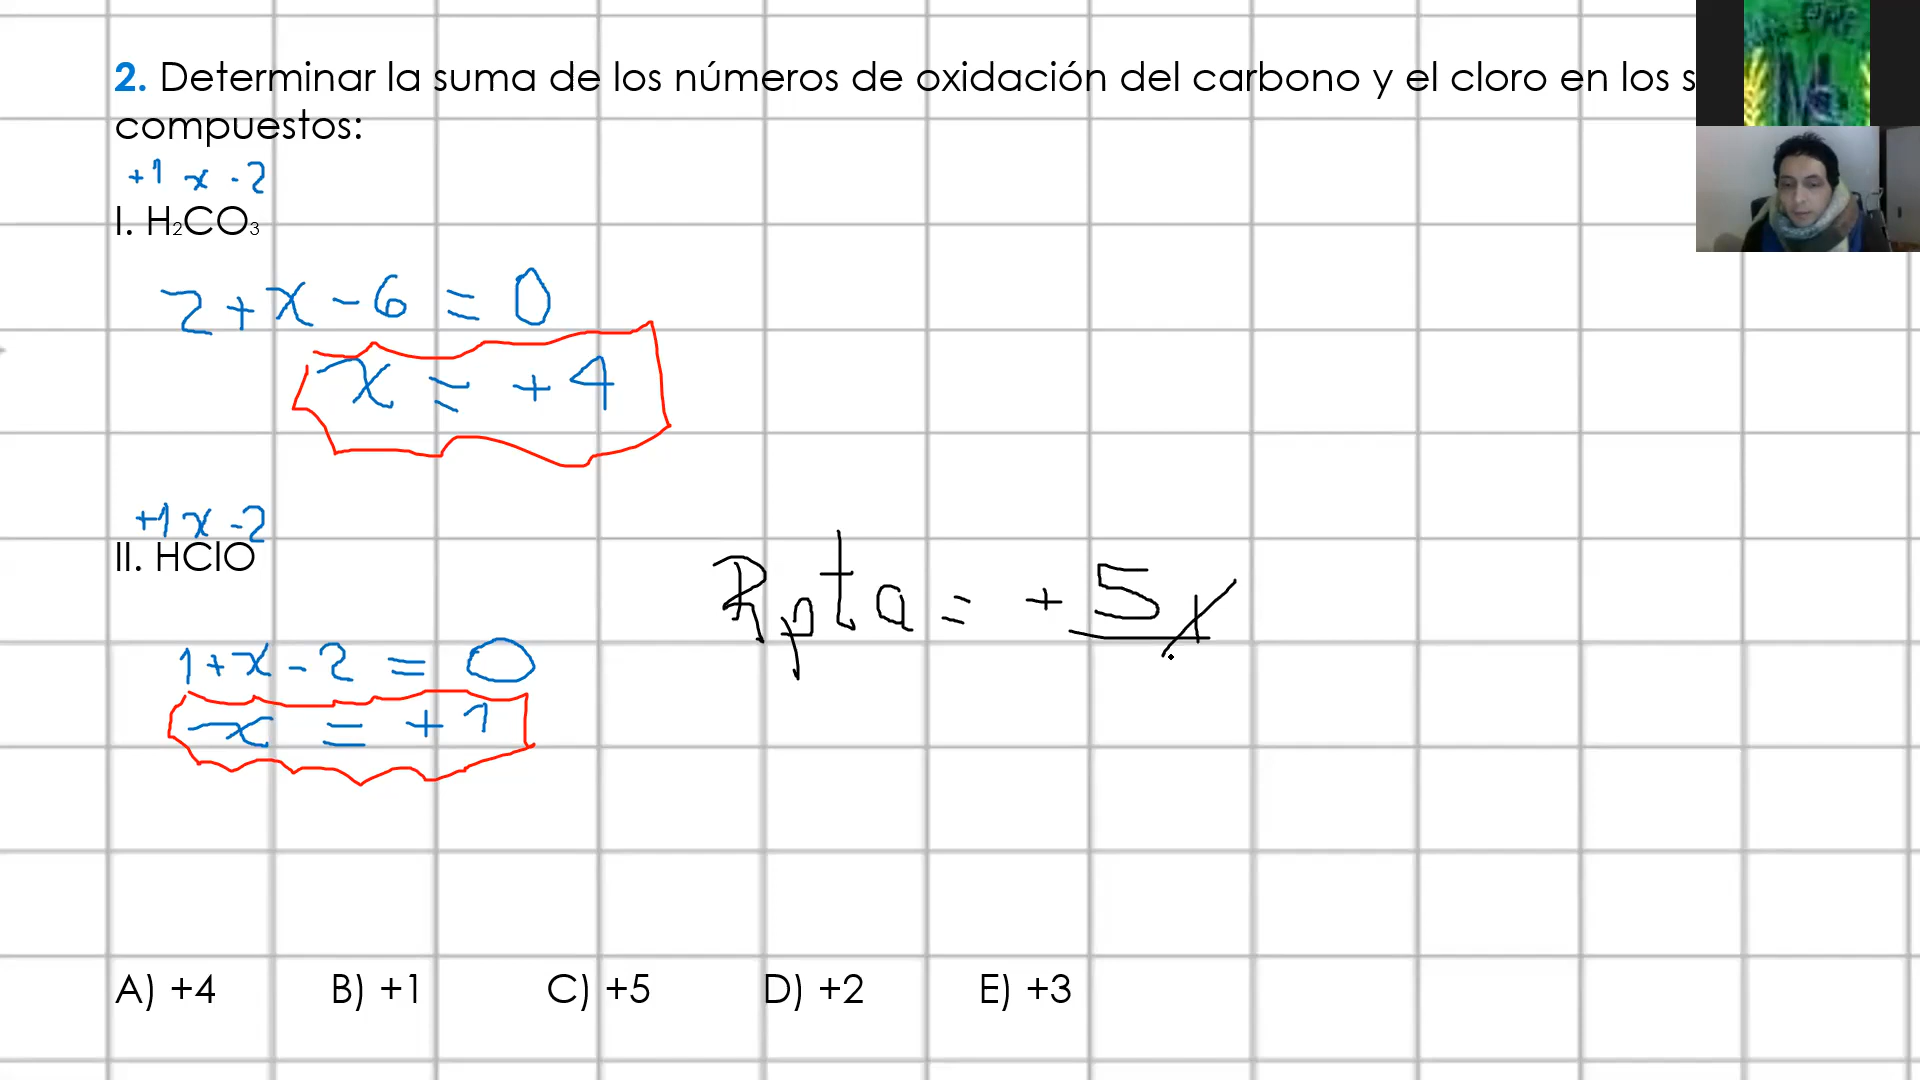 2. Determinar la suma de los números de oxidación del carbono y el cloro en los s
compuestos:
+1 x -2
I. H₂CO₃
2 + x - 6 = 0
x = +4
+1 x -2
II. HClO
Rpta = +5
1 + x - 2 = 0
x = +1
A) +4 B) +1 C) +5 D) +2 E) +3